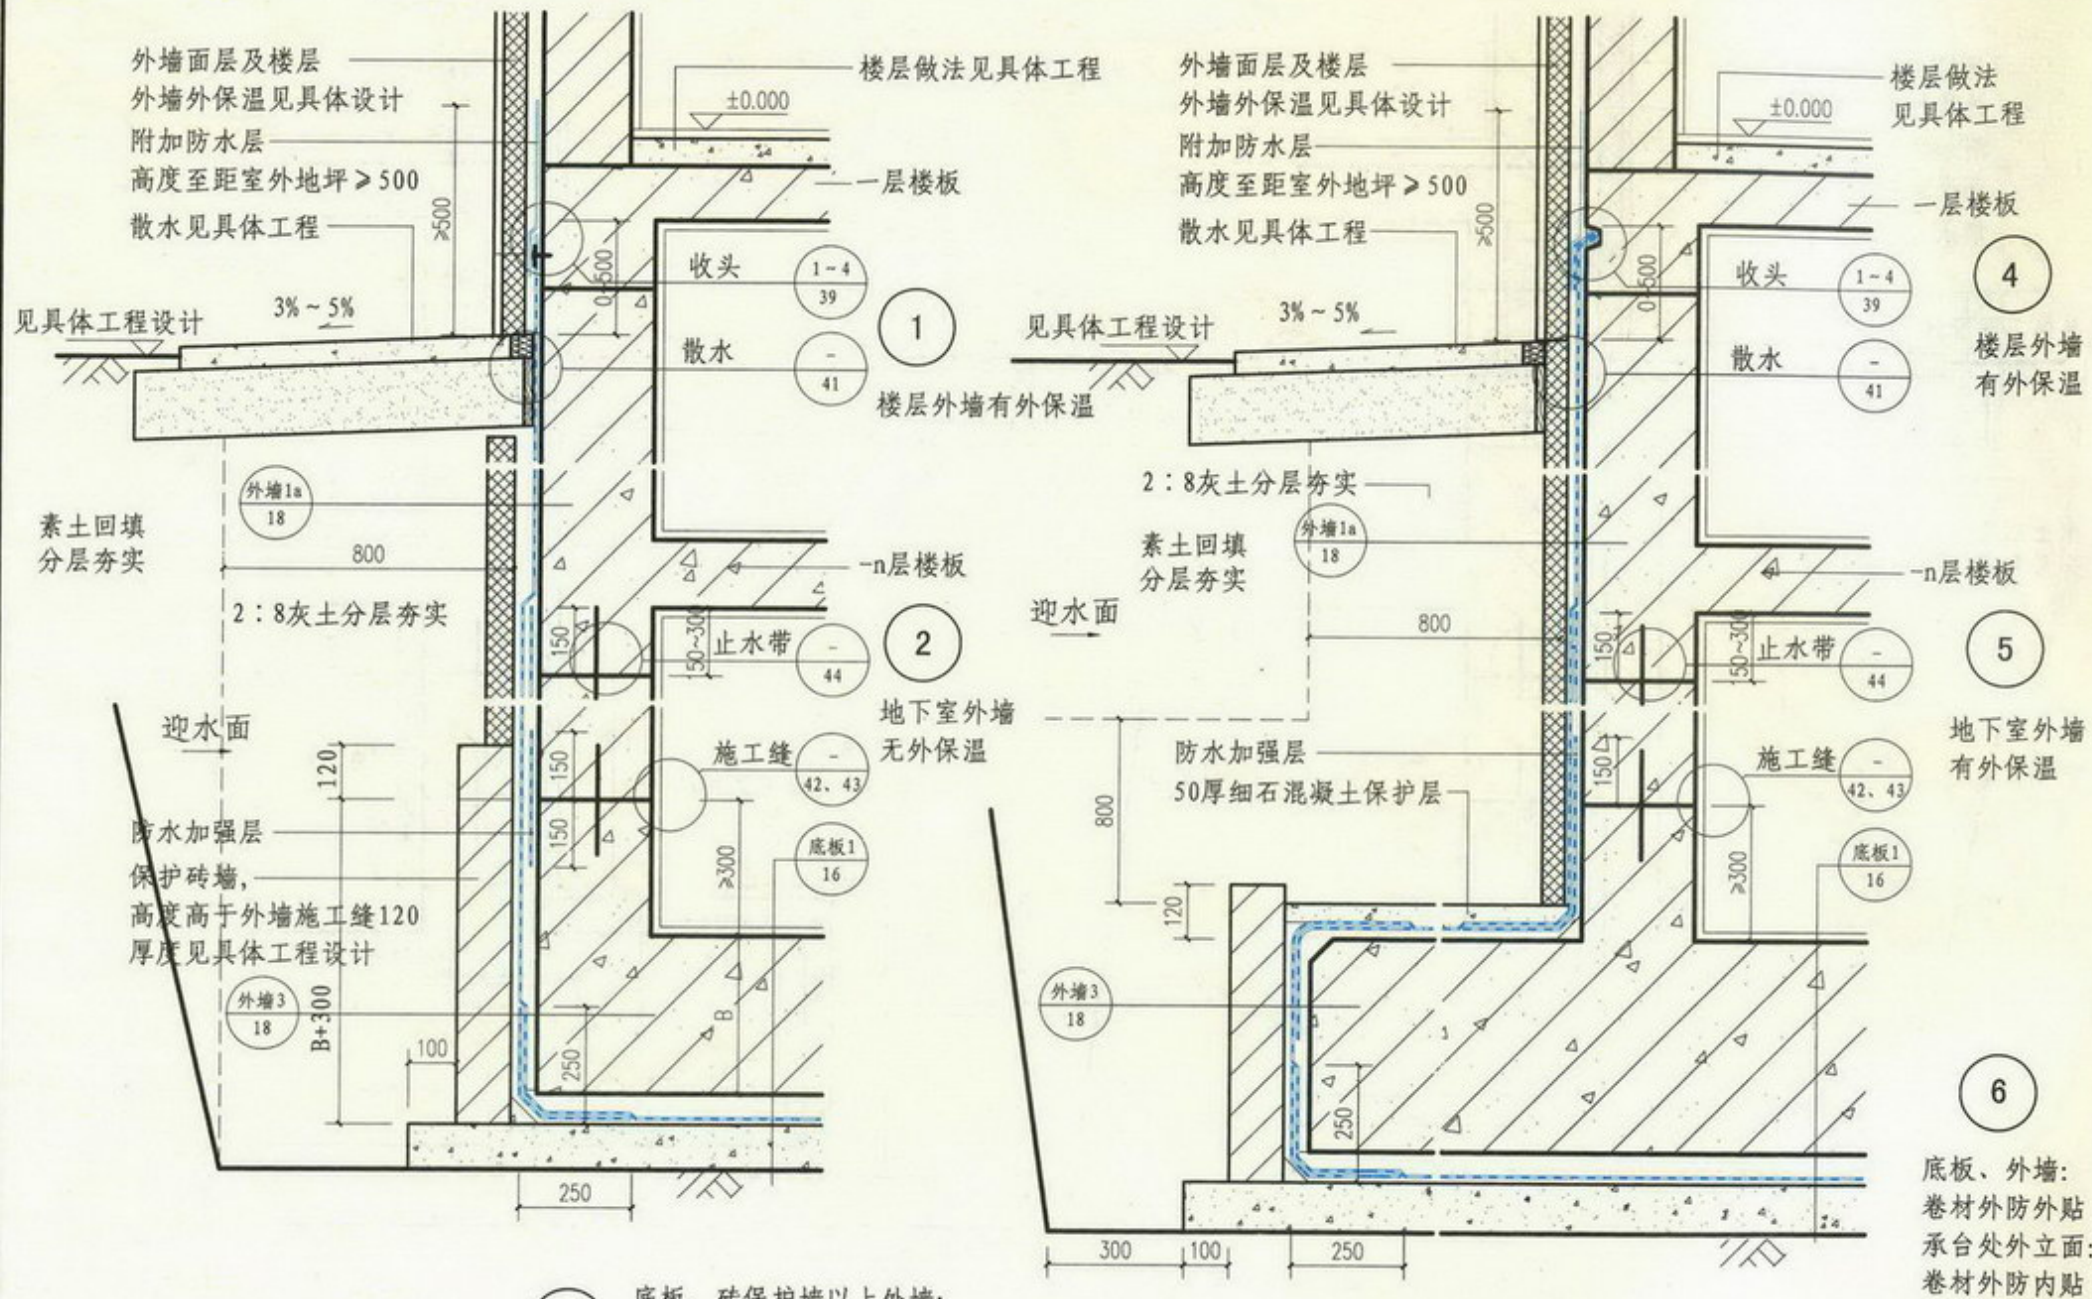 外墙面层及楼层
外墙外保温见具体设计
附加防水层
高度至距室外地坪≥500
散水见具体工程
≥500
楼层做法见具体工程
±0.000
一层楼板
0~500
收头
1~4
39
散水
-
41
1
楼层外墙有外保温
见具体工程设计
3%~5%
外墙1a
18
素土回填
分层夯实
800
2:8灰土分层夯实
-n层楼板
150
150~300
止水带
-
44
2
地下室外墙
无外保温
迎水面
120
150
150
施工缝
-
42、43
防水加强层
保护砖墙,
高度高于外墙施工缝120
厚度见具体工程设计
≥300
底板1
16
外墙3
18
B+300
B
100
250
250
外墙面层及楼层
外墙外保温见具体设计
附加防水层
高度至距室外地坪≥500
散水见具体工程
≥500
楼层做法
见具体工程
±0.000
一层楼板
0~500
收头
1~4
39
散水
-
41
4
楼层外墙
有外保温
见具体工程设计
3%~5%
2:8灰土分层夯实
外墙1a
18
素土回填
分层夯实
迎水面
800
-n层楼板
150
150~300
止水带
-
44
5
地下室外墙
有外保温
防水加强层
50厚细石混凝土保护层
800
150
施工缝
-
42、43
≥300
底板1
16
120
外墙3
18
250
300
100
250
6
底板、外墙:
卷材外防外贴
承台处外立面:
卷材外防内贴
底板、砖保护墙以上外墙: